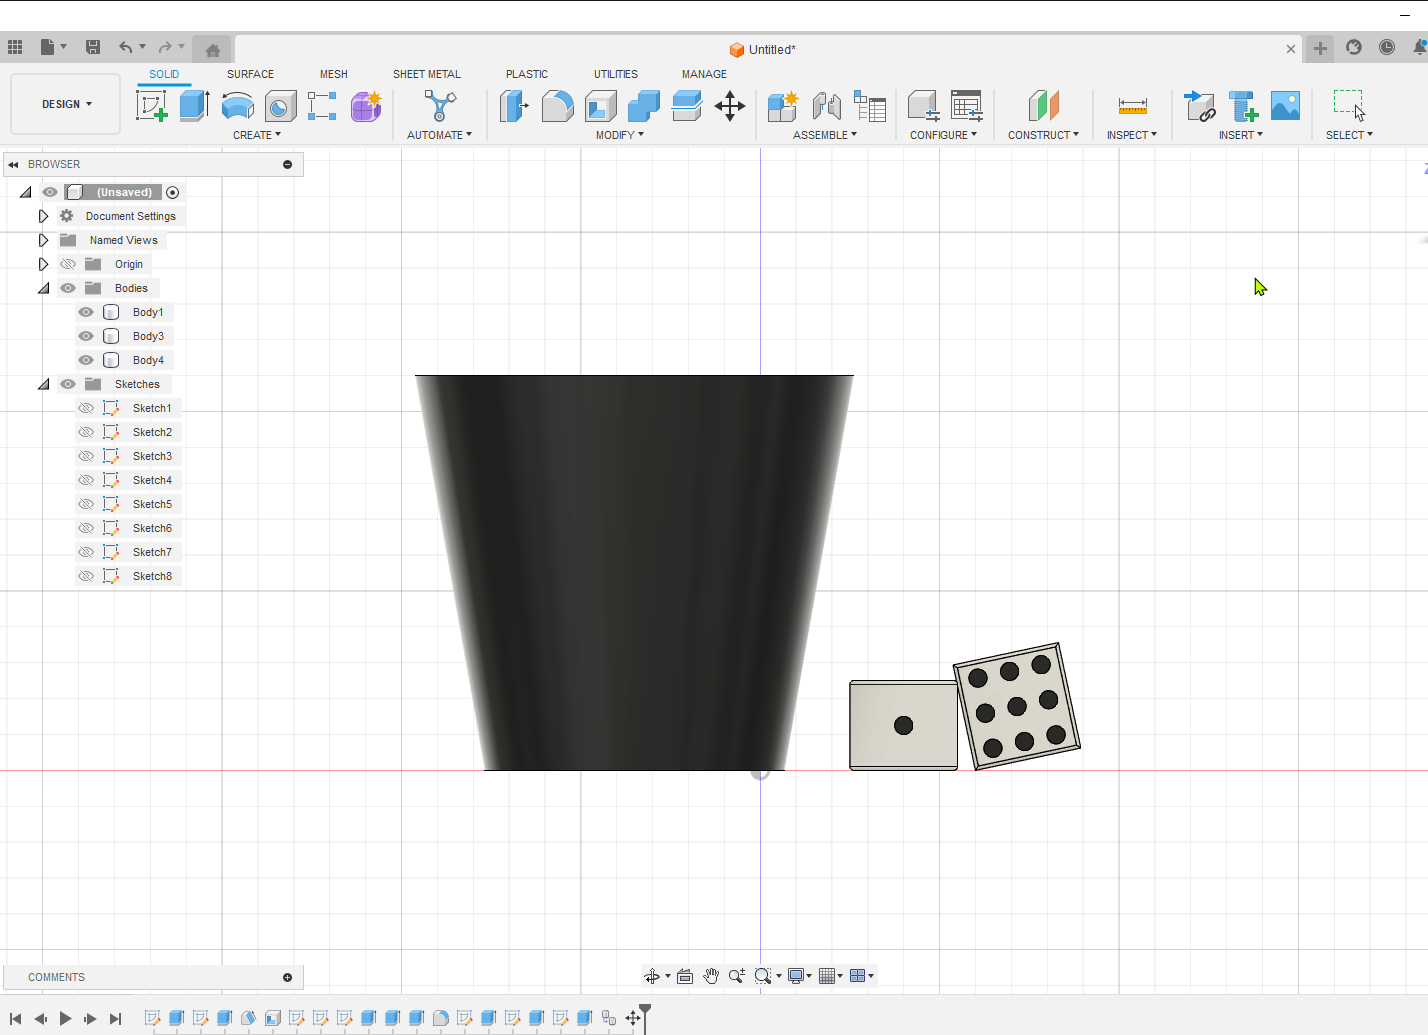 Untitled*
SOLID SURFACE MESH SHEET METAL PLASTIC UTILITIES MANAGE
DESIGN
CREATE AUTOMATE MODIFY ASSEMBLE CONFIGURE CONSTRUCT INSPECT INSERT SELECT
BROWSER
(Unsaved)
Document Settings
Named Views
Origin
Bodies
Body1
Body3
Body4
Sketches
Sketch1
Sketch2
Sketch3
Sketch4
Sketch5
Sketch6
Sketch7
Sketch8
COMMENTS